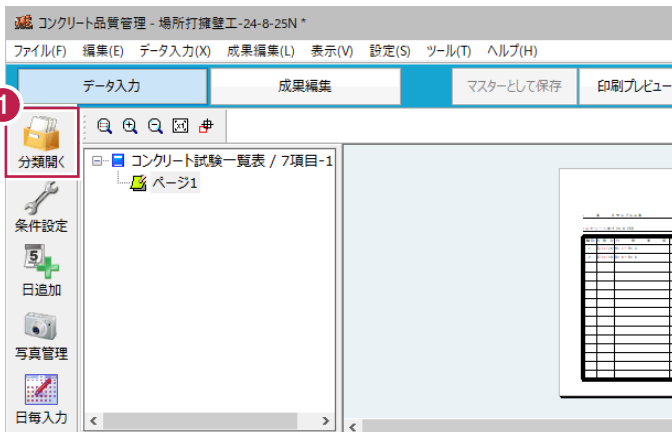 コンクリート品質管理 - 場所打擁壁工-24-8-25N *
ファイル(F) 編集(E) データ入力(X) 成果編集(L) 表示(V) 設定(S) ツール(T) ヘルプ(H)
データ入力 成果編集 マスターとして保存 印刷プレビュー
1
分類開く
コンクリート試験一覧表 / 7項目-1
ページ1
条件設定
5
日追加
写真管理
日毎入力